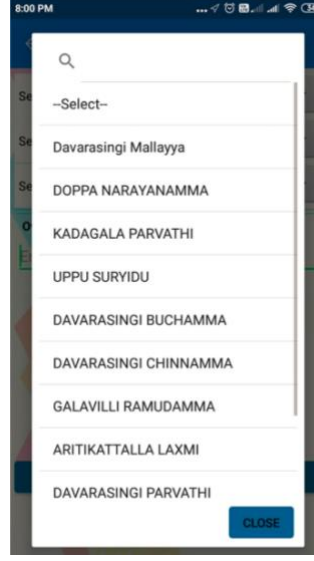 8:00 PM
--Select--
Davarasingi Mallayya
DOPPA NARAYANAMMA
KADAGALA PARVATHI
UPPU SURYIDU
DAVARASINGI BUCHAMMA
DAVARASINGI CHINNAMMA
GALAVILLI RAMUDAMMA
ARITIKATTALLA LAXMI
DAVARASINGI PARVATHI
CLOSE